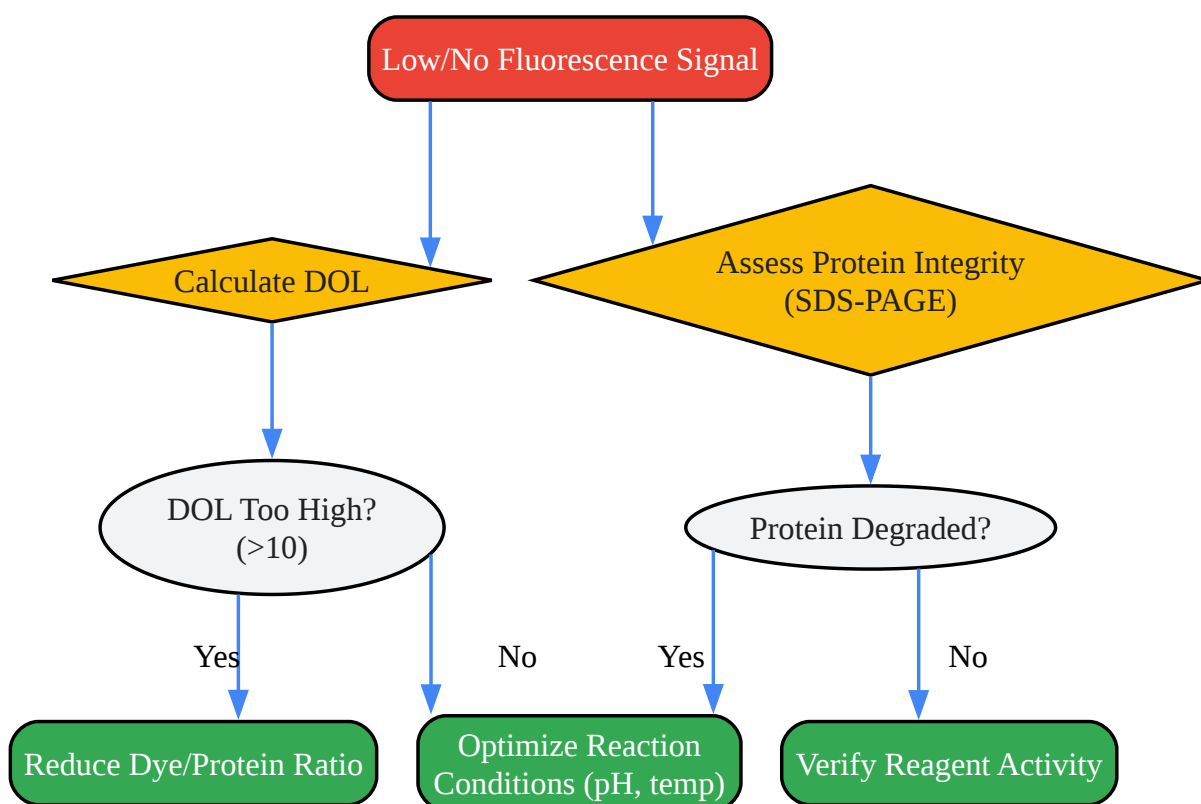 Low/No Fluorescence Signal
Calculate DOL
Assess Protein Integrity
(SDS-PAGE)
DOL Too High?
(>10)
Protein Degraded?
Yes
No
Yes
No
Reduce Dye/Protein Ratio
Optimize Reaction
Conditions (pH, temp)
Verify Reagent Activity